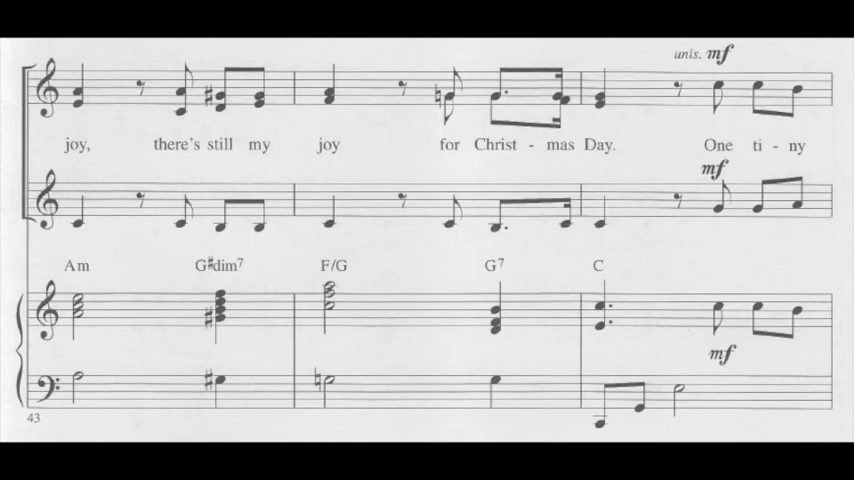 unis. mf
joy, there's still my joy for Christ - mas Day. One ti - ny
mf
Am G#dim7 F/G G7 C
mf
43